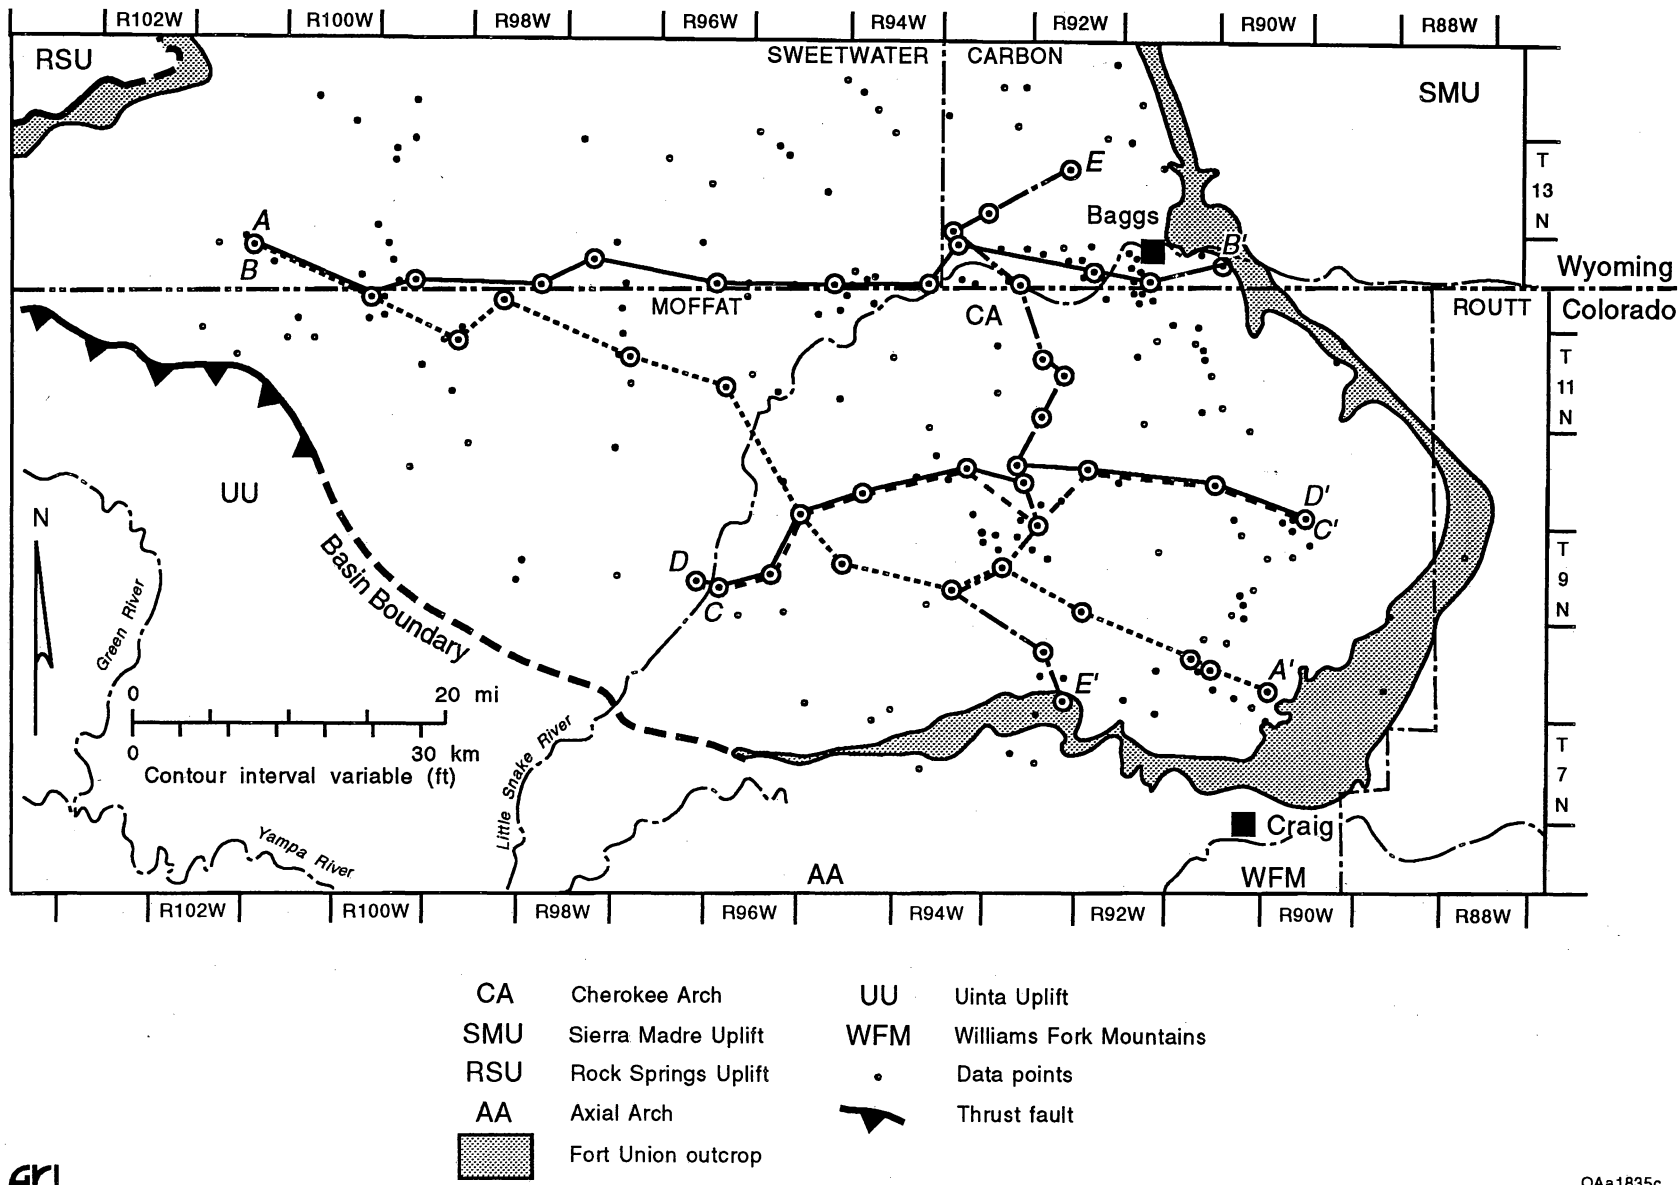 R102W R100W R98W R96W R94W R92W R90W R88W
RSU
SWEETWATER CARBON
SMU
T
13
N
E
Baggs
A
B
B'
Wyoming
MOFFAT
CA
ROUTT
Colorado
T
11
N
UU
N
D'
C'
Basin Boundary
D
C
T
9
N
Green River
A'
E'
0 20 mi
0 30 km
Contour interval variable (ft)
Little Snake River
T
7
N
Craig
Yampa River
AA
WFM
R102W R100W R98W R96W R94W R92W R90W R88W
CA Cherokee Arch
SMU Sierra Madre Uplift
RSU Rock Springs Uplift
AA Axial Arch
Fort Union outcrop
UU Uinta Uplift
WFM Williams Fork Mountains
Data points
Thrust fault
QAa1835c